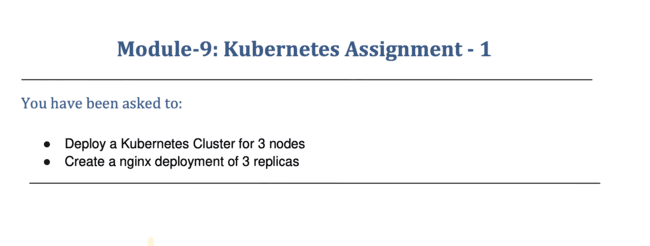 Module-9: Kubernetes Assignment - 1
You have been asked to:
● Deploy a Kubernetes Cluster for 3 nodes
● Create a nginx deployment of 3 replicas